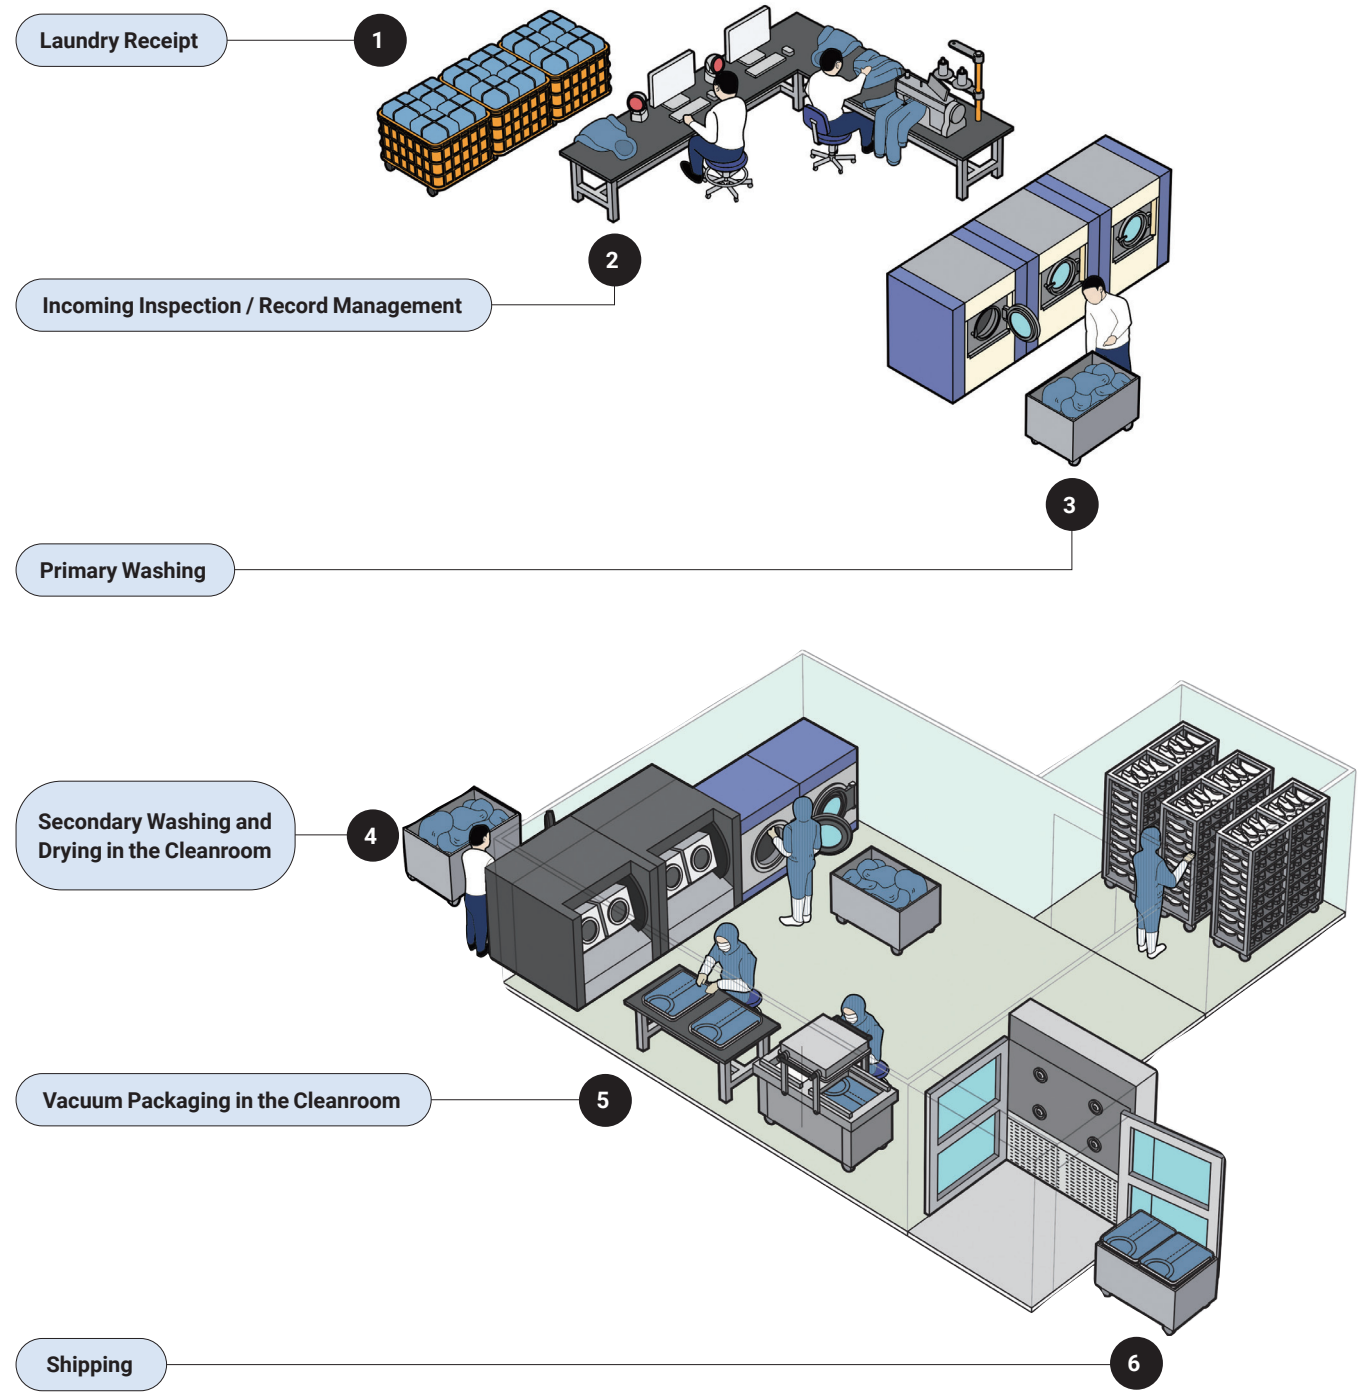 Laundry Receipt
1
2
Incoming Inspection / Record Management
3
Primary Washing
Secondary Washing and
Drying in the Cleanroom
4
Vacuum Packaging in the Cleanroom
5
Shipping
6